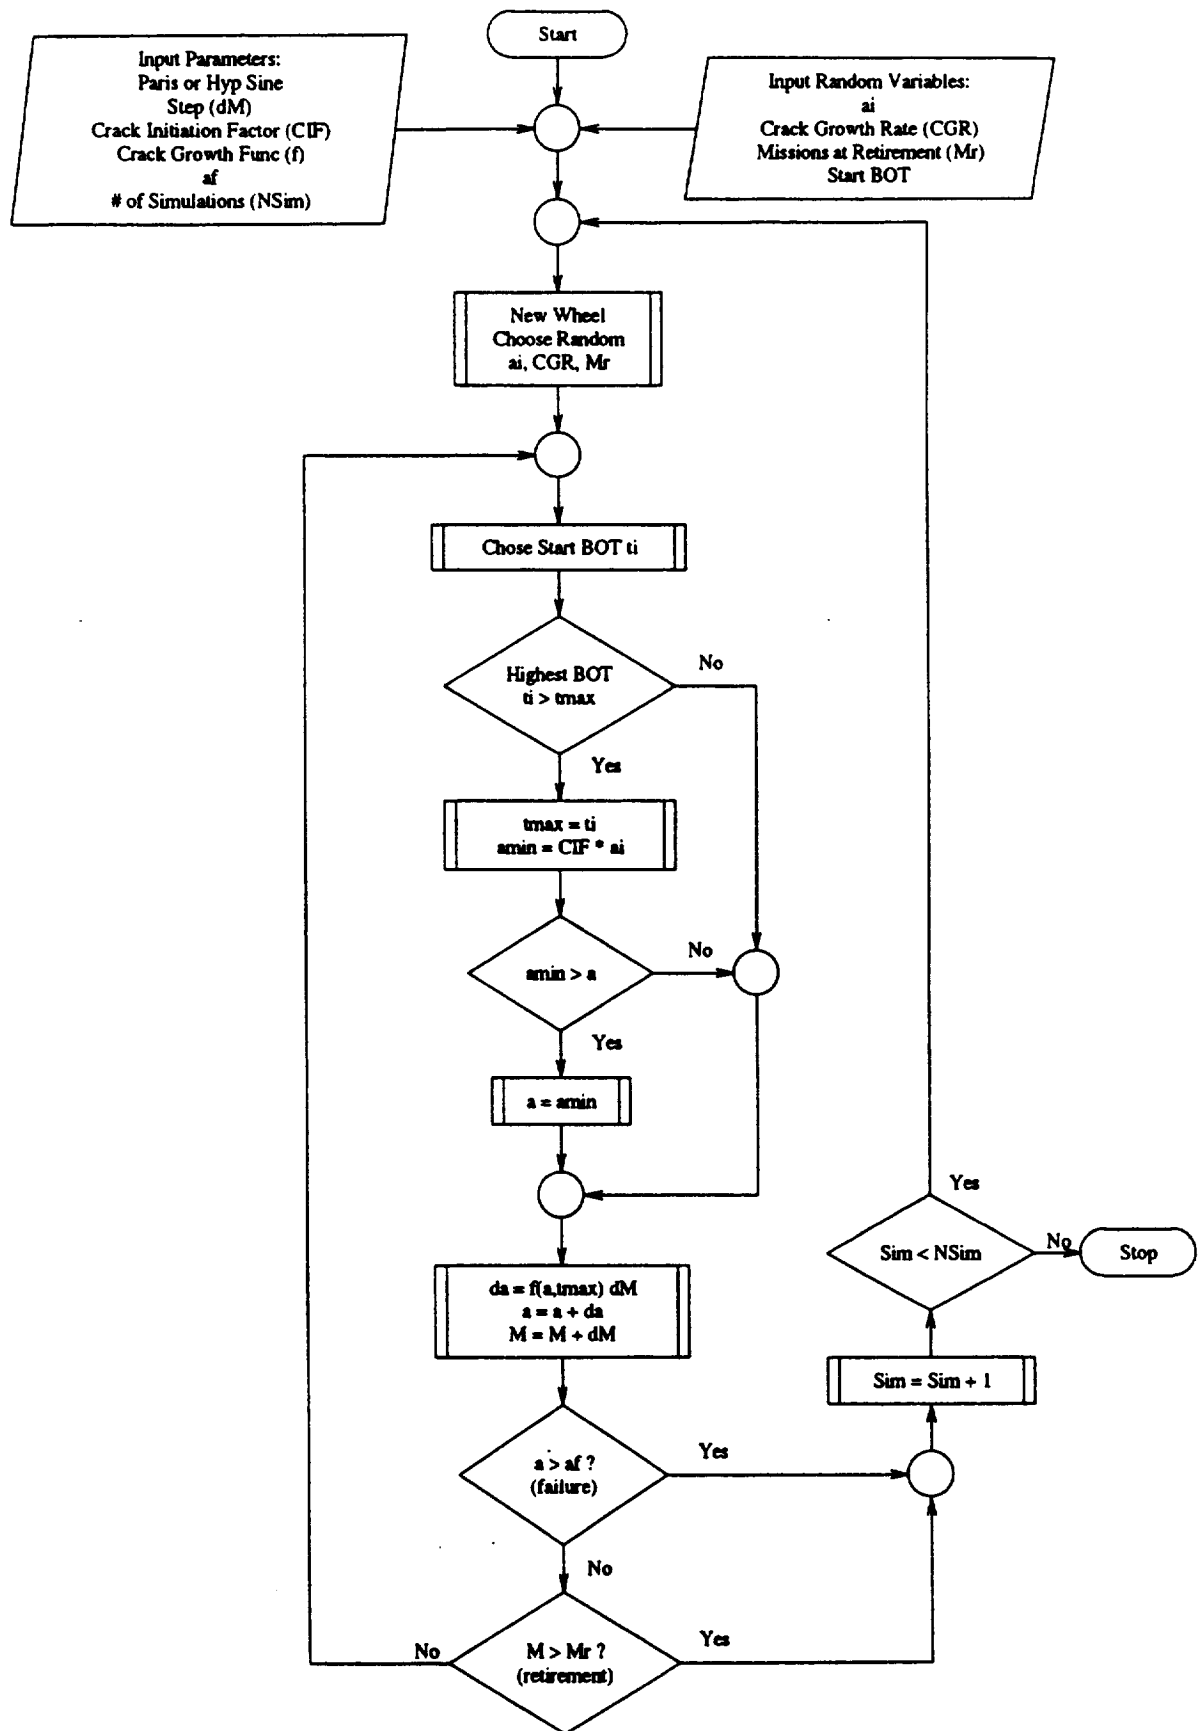 Start
Input Parameters:
Paris or Hyp Sine
Step (dM)
Crack Initiation Factor (CIF)
Crack Growth Func (f)
af
# of Simulations (NSim)
Input Random Variables:
ai
Crack Growth Rate (CGR)
Missions at Retirement (Mr)
Start BOT
New Wheel
Choose Random
ai, CGR, Mr
Chose Start BOT ti
Highest BOT
ti > tmax
No
Yes
tmax = ti
amin = CIF * ai
amin > a
No
Yes
a = amin
da = f(a,tmax) dM
a = a + da
M = M + dM
a > af ?
(failure)
Yes
No
M > Mr ?
(retirement)
No
Yes
Sim = Sim + 1
Sim < NSim
Yes
No
Stop